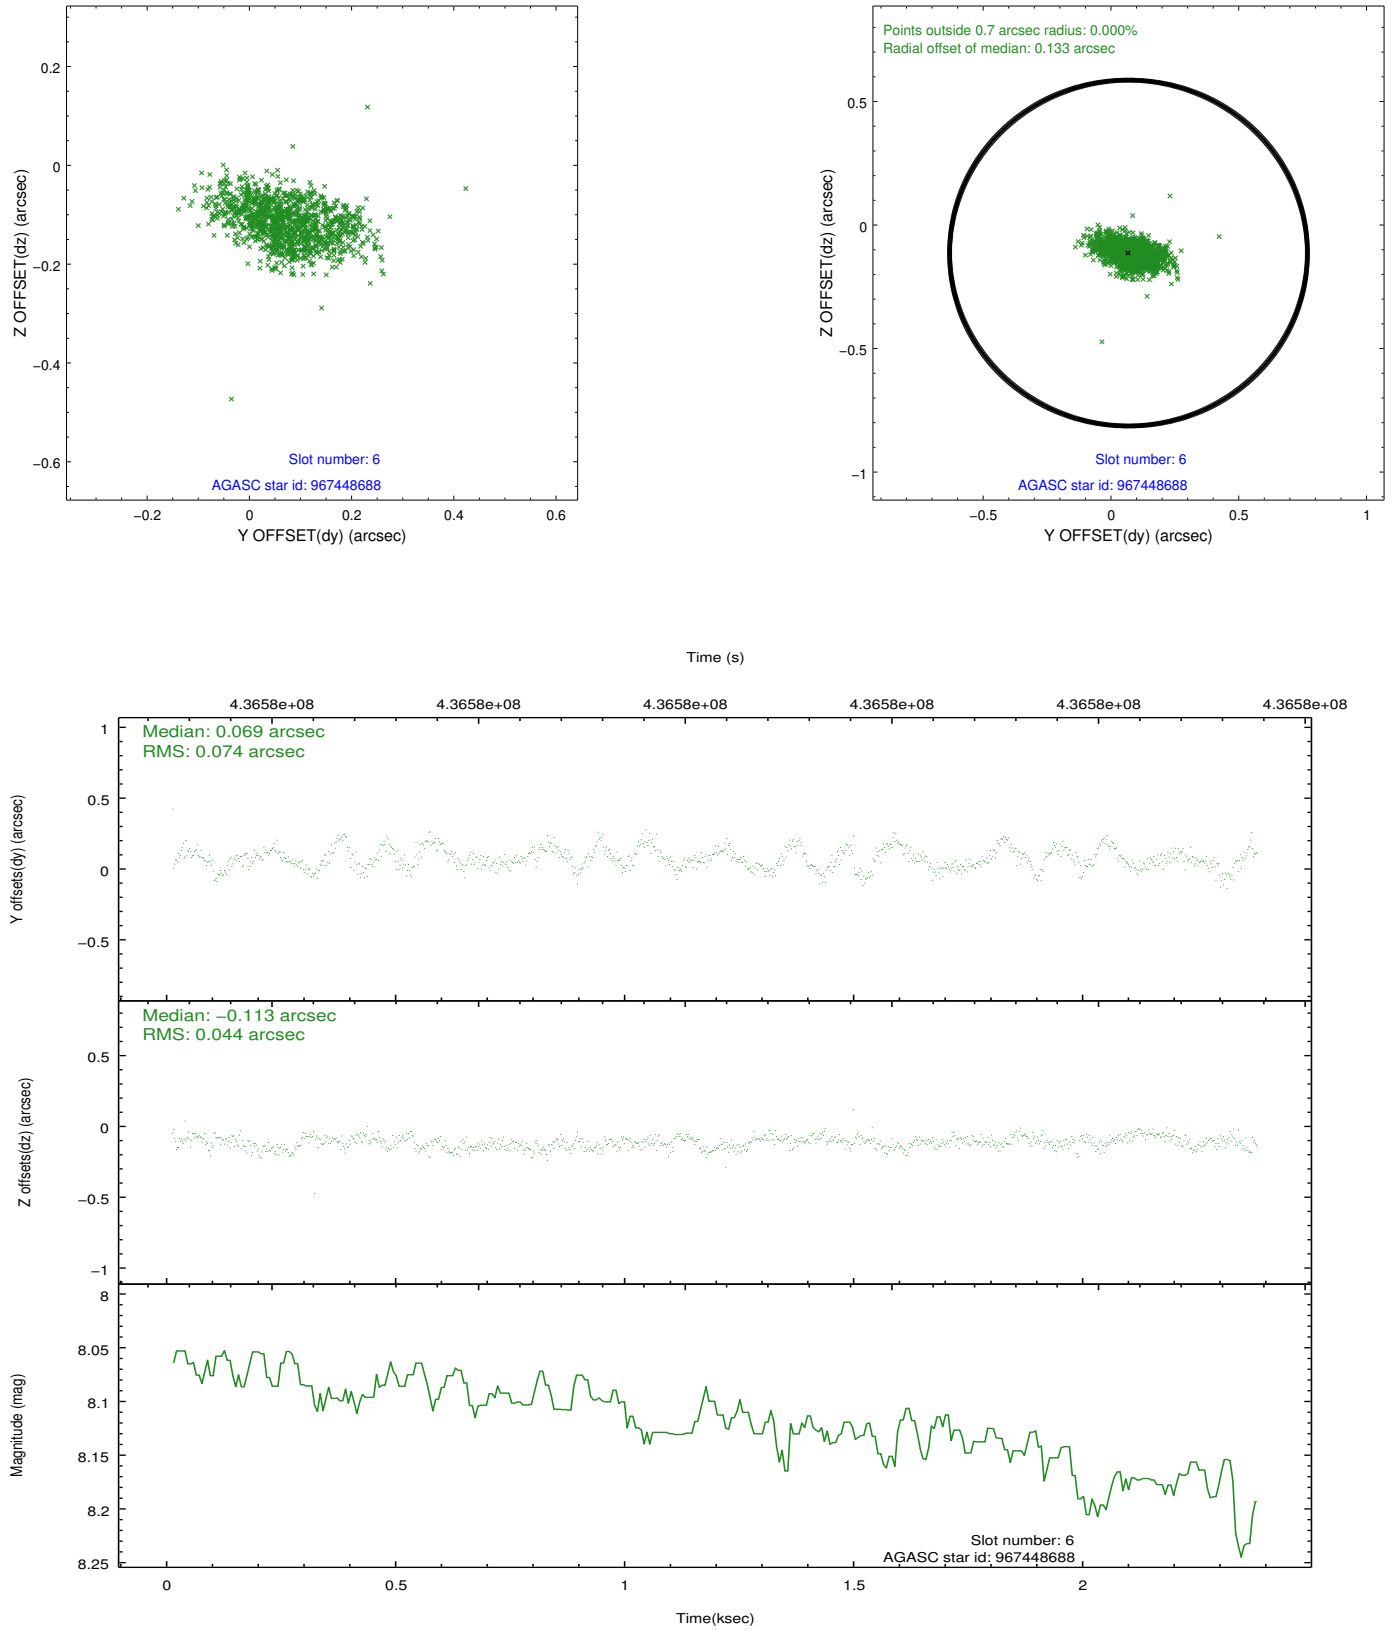 0.2
0
−0.2
−0.4
−0.6
Z OFFSET(dz) (arcsec)
Slot number: 6
AGASC star id: 967448688
−0.2 0 0.2 0.4 0.6
Y OFFSET(dy) (arcsec)
Points outside 0.7 arcsec radius: 0.000%
Radial offset of median: 0.133 arcsec
0.5
0
−0.5
−1
Z OFFSET(dz) (arcsec)
Slot number: 6
AGASC star id: 967448688
−0.5 0 0.5 1
Y OFFSET(dy) (arcsec)
Time (s)
4.3658e+08 4.3658e+08 4.3658e+08 4.3658e+08 4.3658e+08 4.3658e+08
Median: 0.069 arcsec
RMS: 0.074 arcsec
1
0.5
0
−0.5
Y offsets(dy) (arcsec)
Median: −0.113 arcsec
RMS: 0.044 arcsec
0.5
0
−0.5
−1
Z offsets(dz) (arcsec)
8
8.05
8.1
8.15
8.2
8.25
Magnitude (mag)
Slot number: 6
AGASC star id: 967448688
0 0.5 1 1.5 2
Time(ksec)